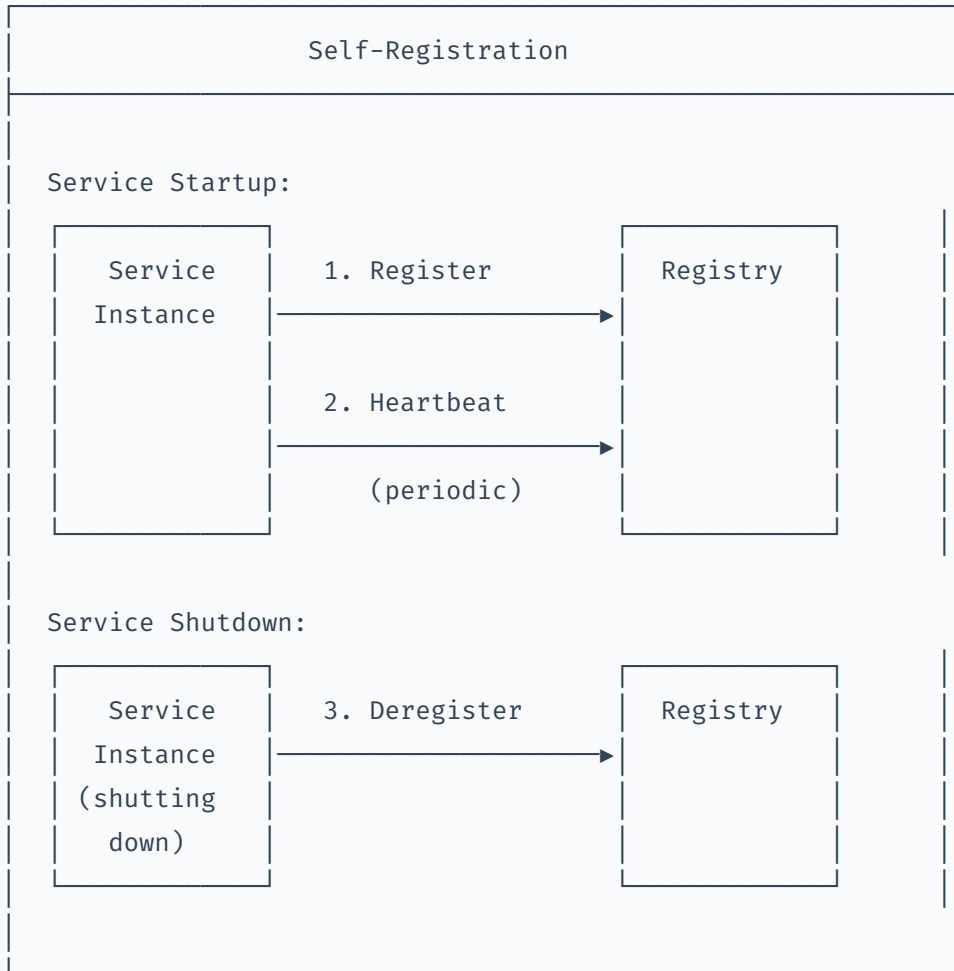 Self-Registration
Service Startup:
Service 1. Register Registry
Instance
2. Heartbeat
(periodic)
Service Shutdown:
Service 3. Deregister Registry
Instance
(shutting
down)